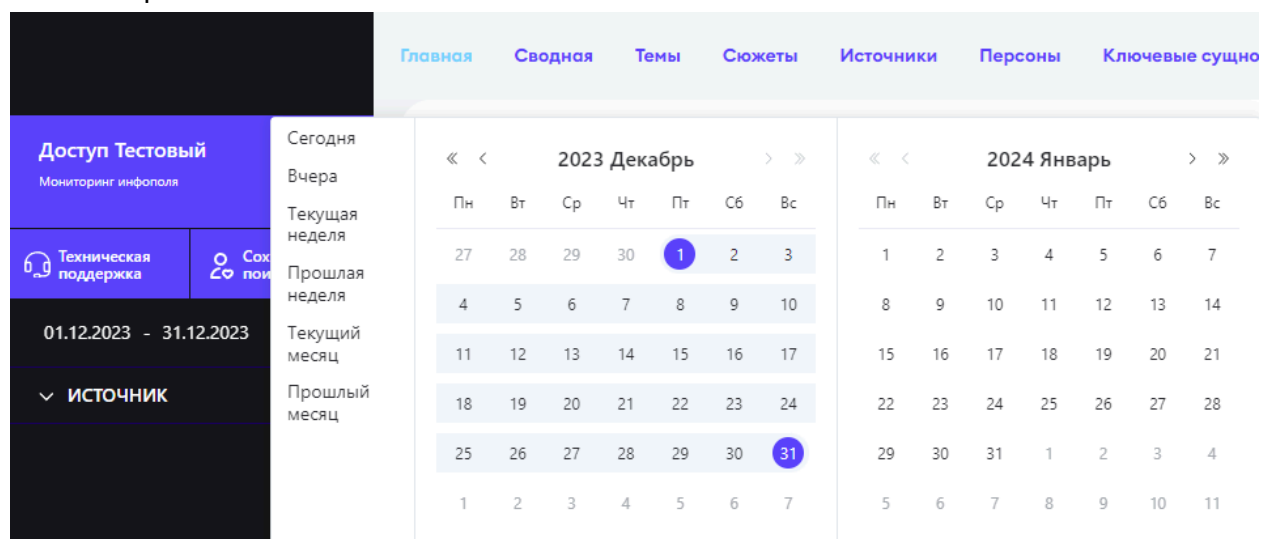 Главная Сводная Темы Сюжеты Источники Персоны Ключевые сущно
Доступ Тестовый
Мониторинг инфополя
Техническая
поддержка
Сох
пои
01.12.2023 - 31.12.2023
ИСТОЧНИК
Сегодня
Вчера
Текущая
неделя
Прошлая
неделя
Текущий
месяц
Прошлый
месяц
2023 Декабрь
Пн Вт Ср Чт Пт Сб Вс
27 28 29 30 1 2 3
4 5 6 7 8 9 10
11 12 13 14 15 16 17
18 19 20 21 22 23 24
25 26 27 28 29 30 31
1 2 3 4 5 6 7
2024 Январь
Пн Вт Ср Чт Пт Сб Вс
1 2 3 4 5 6 7
8 9 10 11 12 13 14
15 16 17 18 19 20 21
22 23 24 25 26 27 28
29 30 31 1 2 3 4
5 6 7 8 9 10 11